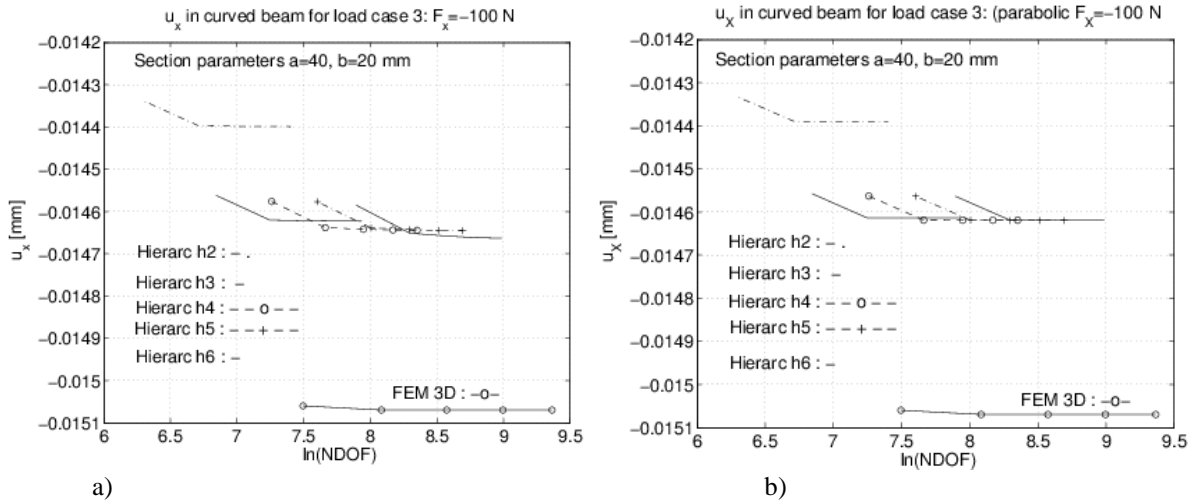 u_x in curved beam for load case 3: F_x=−100 N
−0.0142
−0.0143
−0.0144
−0.0145
−0.0146
−0.0147
−0.0148
−0.0149
−0.015
−0.0151
u_x [mm]
Section parameters a=40, b=20 mm
Hierarc h2 : − .
Hierarc h3 : −
Hierarc h4 : − − o − −
Hierarc h5 : − − + − −
Hierarc h6 : −
FEM 3D : −o−
6 6.5 7 7.5 8 8.5 9 9.5
ln(NDOF)
a)
u_X in curved beam for load case 3: (parabolic F_X=−100 N
−0.0142
−0.0143
−0.0144
−0.0145
−0.0146
−0.0147
−0.0148
−0.0149
−0.015
−0.0151
u_X [mm]
Section parameters a=40, b=20 mm
Hierarc h2 : − .
Hierarc h3 : −
Hierarc h4 : − − o − −
Hierarc h5 : − − + − −
Hierarc h6 : −
FEM 3D : −o−
6 6.5 7 7.5 8 8.5 9 9.5
ln(NDOF)
b)